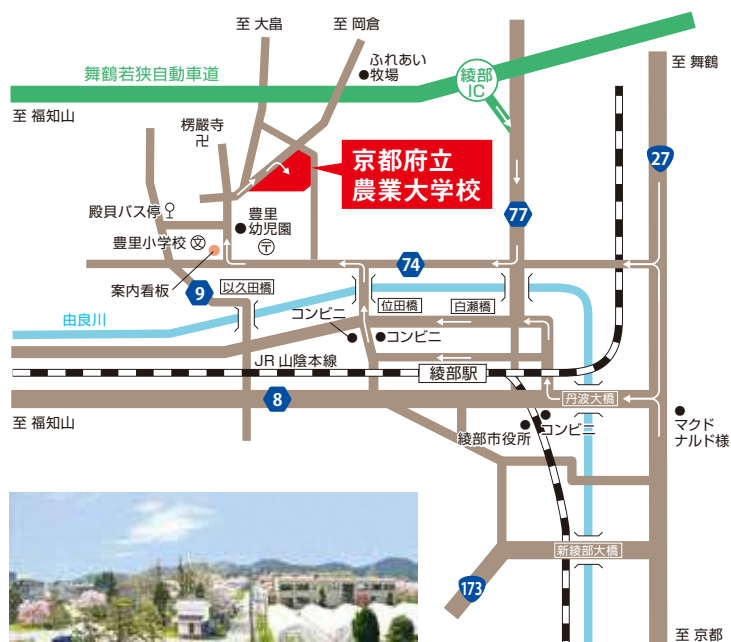 至 大畠
至 岡倉
ふれあい
牧場
至 舞鶴
舞鶴若狭自動車道
綾部
IC
至 福知山
楞厳寺
卍
京都府立
農業大学校
27
77
殿貝バス停
豊里
幼児園
〒
豊里小学校 文
74
案内看板
9
以久田橋
位田橋
白瀬橋
由良川
コンビニ
コンビニ
JR 山陰本線
綾部駅
8
丹波大橋
至 福知山
綾部市役所
コンビニ
マクド
ナルド様
新綾部大橋
173
至 京都